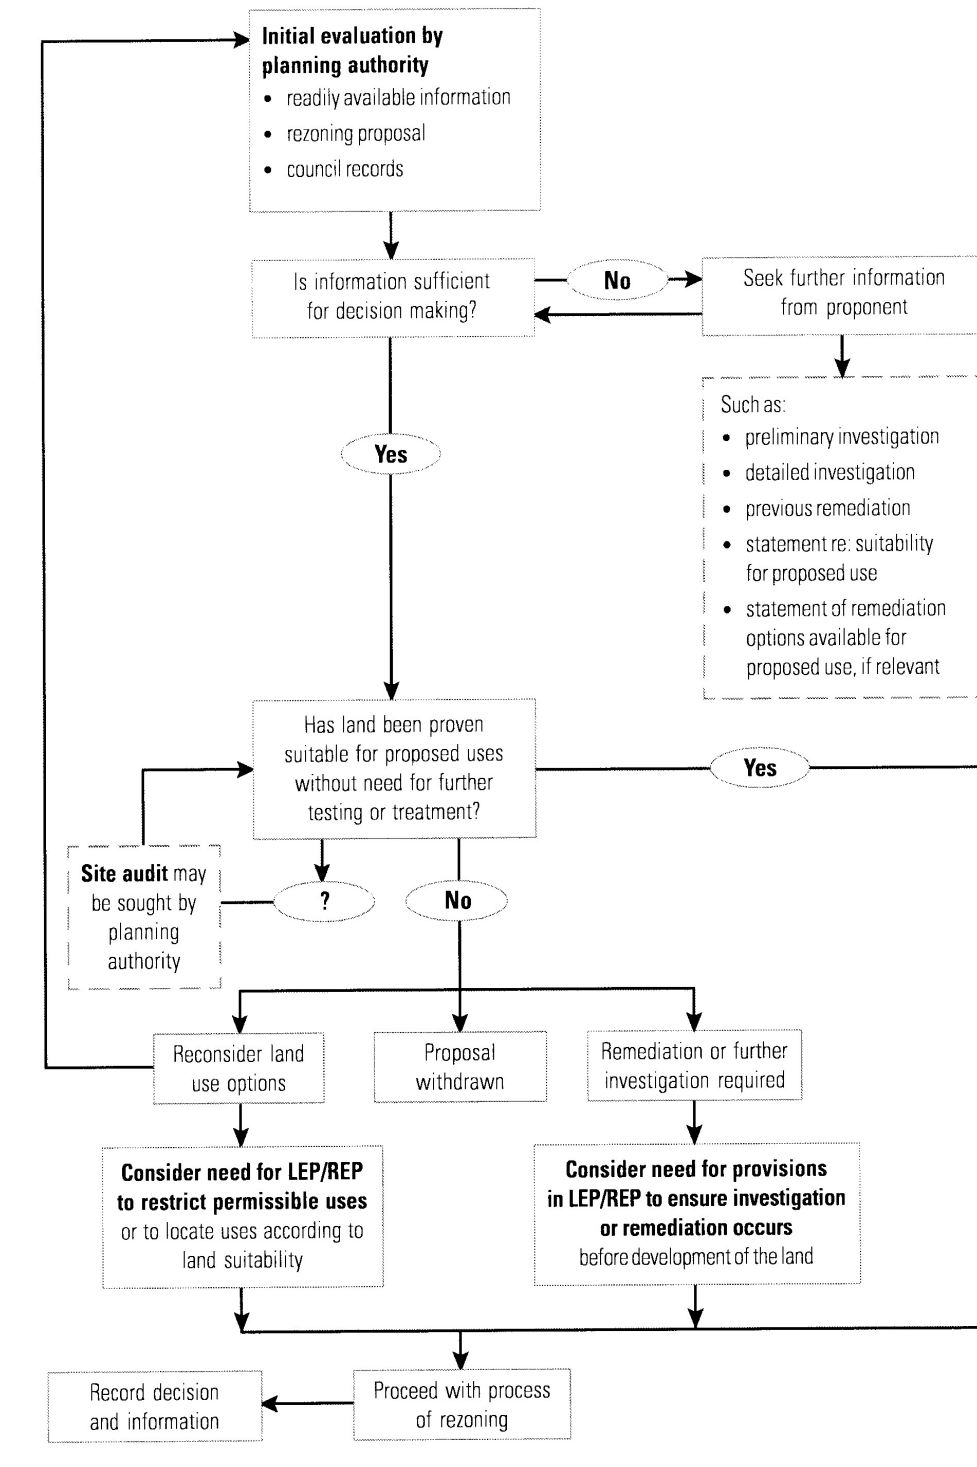 Initial evaluation by
planning authority
• readily available information
• rezoning proposal
• council records
Is information sufficient
for decision making?
No
Seek further information
from proponent
Such as:
• preliminary investigation
• detailed investigation
• previous remediation
• statement re: suitability
for proposed use
• statement of remediation
options available for
proposed use, if relevant
Yes
Has land been proven
suitable for proposed uses
without need for further
testing or treatment?
Yes
Site audit may
be sought by
planning
authority
?
No
Reconsider land
use options
Proposal
withdrawn
Remediation or further
investigation required
Consider need for LEP/REP
to restrict permissible uses
or to locate uses according to
land suitability
Consider need for provisions
in LEP/REP to ensure investigation
or remediation occurs
before development of the land
Record decision
and information
Proceed with process
of rezoning